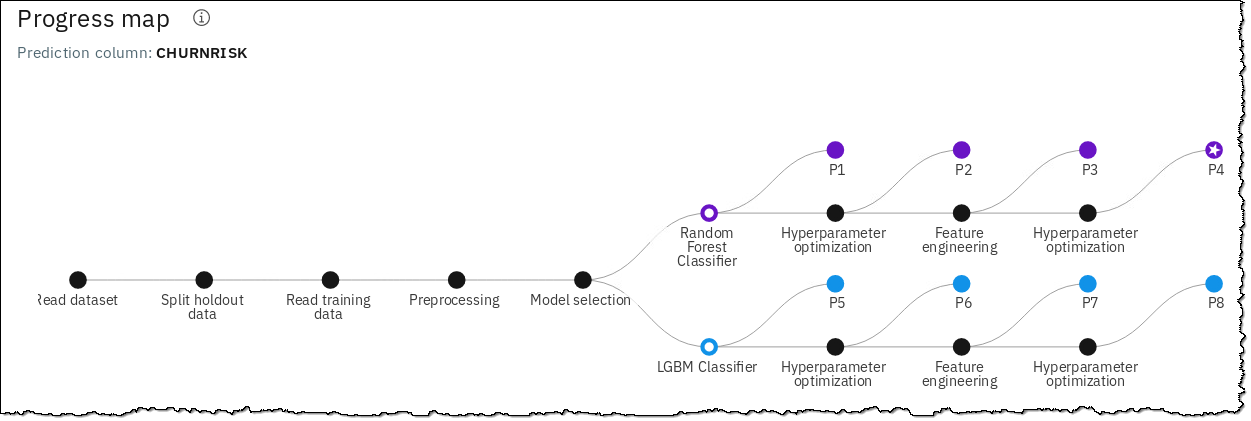 Progress map
Prediction column: CHURNRISK
P1
P2
P3
P4
Random
Forest
Classifier
Hyperparameter
optimization
Feature
engineering
Hyperparameter
optimization
Read dataset
Split holdout
data
Read training
data
Preprocessing
Model selection
P5
P6
P7
P8
LGBM Classifier
Hyperparameter
optimization
Feature
engineering
Hyperparameter
optimization